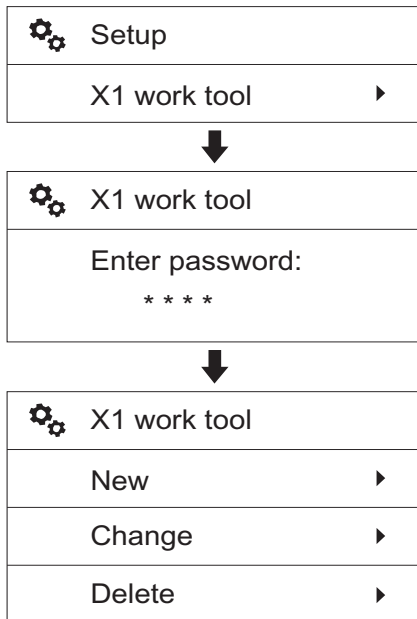 Setup
X1 work tool
X1 work tool
Enter password:
* * * *
X1 work tool
New
Change
Delete